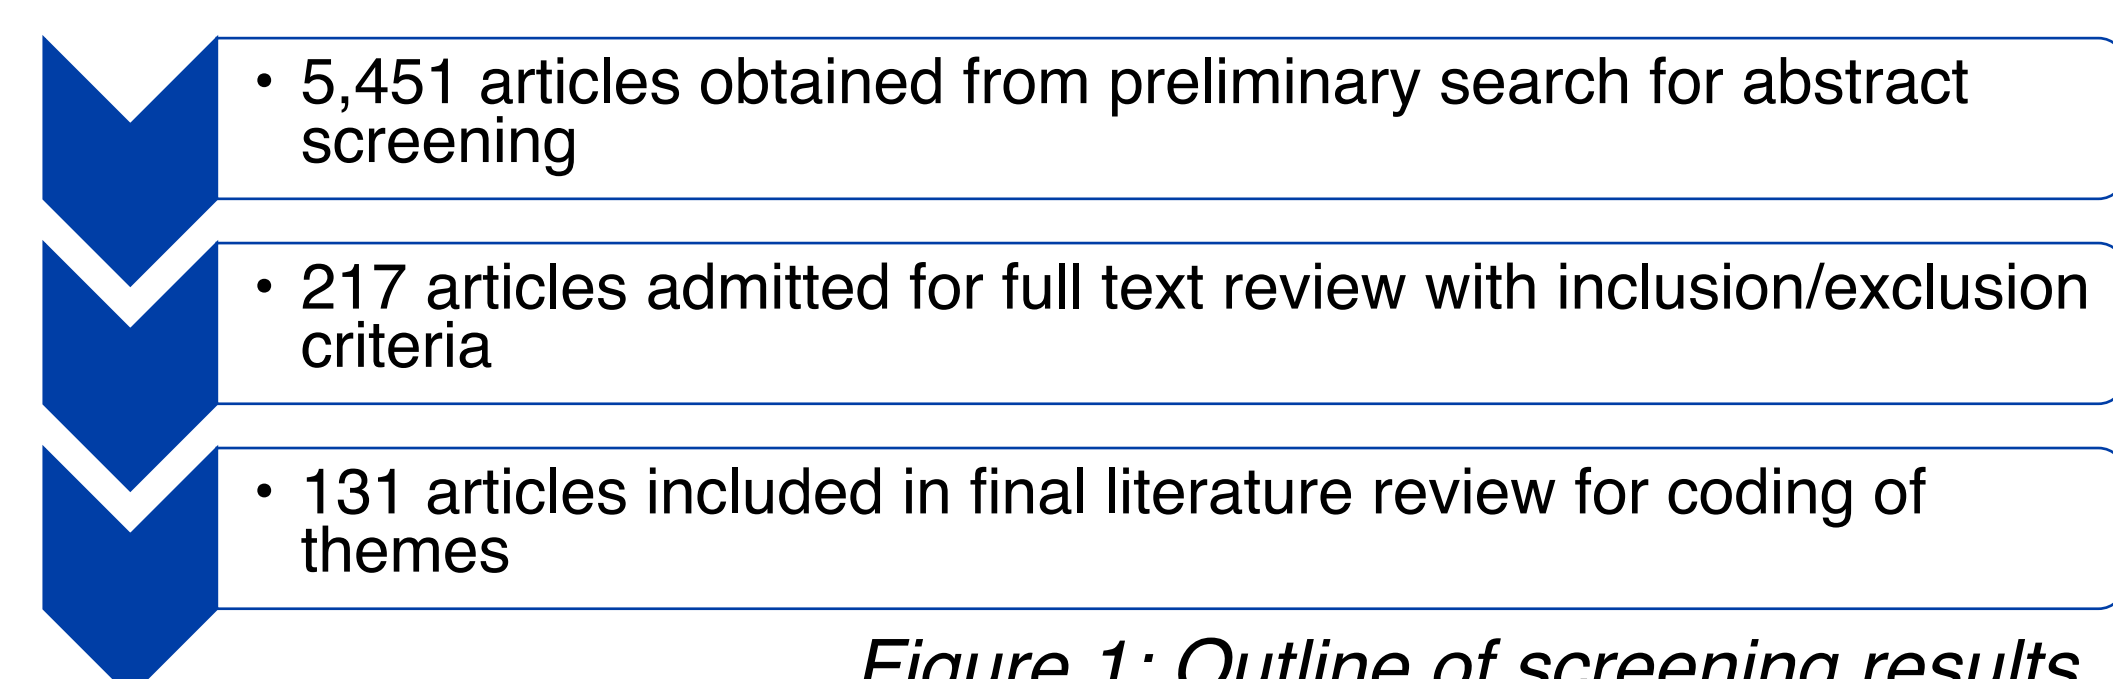 • 5,451 articles obtained from preliminary search for abstract
screening
• 217 articles admitted for full text review with inclusion/exclusion
criteria
• 131 articles included in final literature review for coding of
themes
Figure 1: Outline of screening results